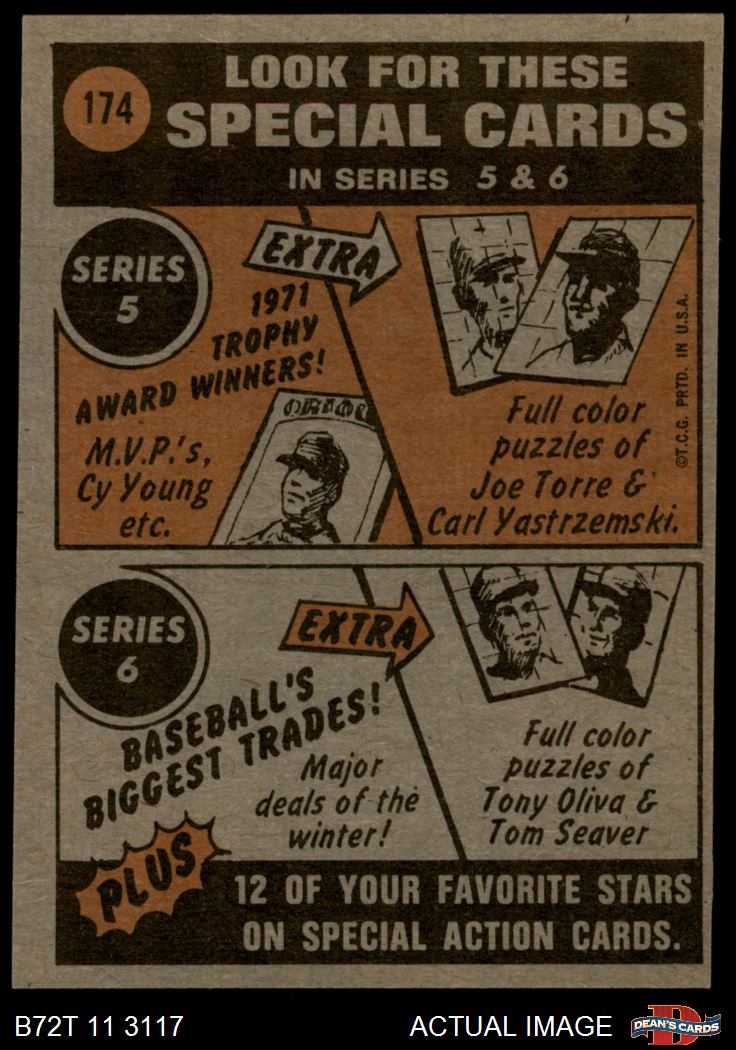 174
LOOK FOR THESE
SPECIAL CARDS
IN SERIES 5 & 6
SERIES
5
EXTRA
1971
TROPHY
AWARD WINNERS!
M.V.P.'s,
Cy Young
etc.
ORIOL
Full color
puzzles of
Joe Torre &
Carl Yastrzemski.
©T.C.G. PRTD. IN U.S.A.
SERIES
6
EXTRA
BASEBALL'S
BIGGEST TRADES!
Major
deals of the
winter!
Full color
puzzles of
Tony Oliva &
Tom Seaver
PLUS
12 OF YOUR FAVORITE STARS
ON SPECIAL ACTION CARDS.
B72T 11 3117
ACTUAL IMAGE
DEAN'S CARDS